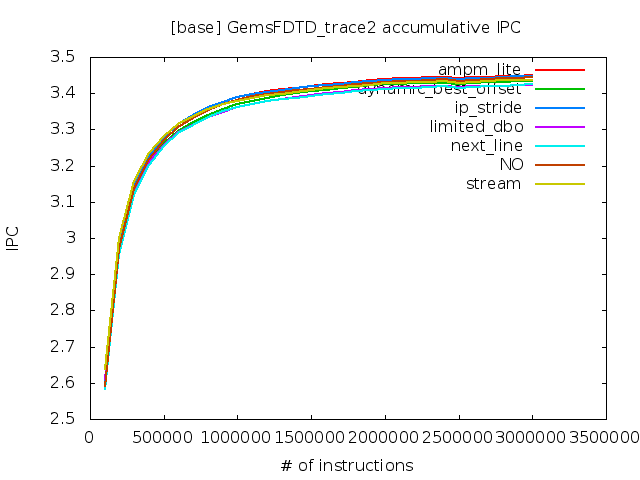 [base] GemsFDTD_trace2 accumulative IPC
3.5
3.4
3.3
3.2
3.1
3
2.9
2.8
2.7
2.6
2.5
IPC
ampm_lite
dynamic_best_offset
ip_stride
limited_dbo
next_line
NO
stream
0 500000 1000000 1500000 2000000 2500000 3000000 3500000
# of instructions